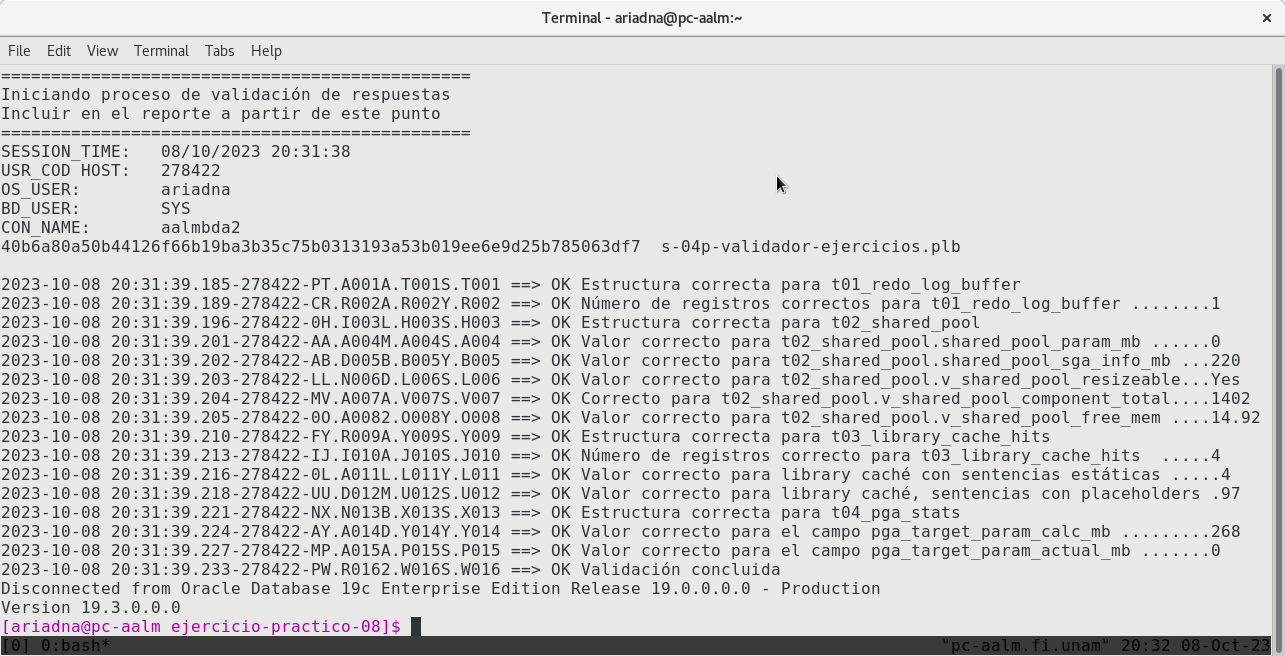 Terminal - ariadna@pc-aalm:~ ×
File Edit View Terminal Tabs Help
===============================================
Iniciando proceso de validación de respuestas
Incluir en el reporte a partir de este punto
===============================================
SESSION_TIME:   08/10/2023 20:31:38
USR_COD HOST:   278422
OS_USER:        ariadna
BD_USER:        SYS
CON_NAME:       aalmbda2
40b6a80a50b44126f66b19ba3b35c75b0313193a53b019ee6e9d25b785063df7  s-04p-validador-ejercicios.plb
2023-10-08 20:31:39.185-278422-PT.A001A.T001S.T001 ==> OK Estructura correcta para t01_redo_log_buffer
2023-10-08 20:31:39.189-278422-CR.R002A.R002Y.R002 ==> OK Número de registros correctos para t01_redo_log_buffer ........1
2023-10-08 20:31:39.196-278422-0H.I003L.H003S.H003 ==> OK Estructura correcta para t02_shared_pool
2023-10-08 20:31:39.201-278422-AA.A004M.A004S.A004 ==> OK Valor correcto para t02_shared_pool.shared_pool_param_mb ......0
2023-10-08 20:31:39.202-278422-AB.D005B.B005Y.B005 ==> OK Valor correcto para t02_shared_pool.shared_pool_sga_info_mb ...220
2023-10-08 20:31:39.203-278422-LL.N006D.L006S.L006 ==> OK Valor correcto para t02_shared_pool.v_shared_pool_resizeable...Yes
2023-10-08 20:31:39.204-278422-MV.A007A.V007S.V007 ==> OK Correcto para t02_shared_pool.v_shared_pool_component_total....1402
2023-10-08 20:31:39.205-278422-0O.A0082.O008Y.O008 ==> OK Valor correcto para t02_shared_pool.v_shared_pool_free_mem ....14.92
2023-10-08 20:31:39.210-278422-FY.R009A.Y009S.Y009 ==> OK Estructura correcta para t03_library_cache_hits
2023-10-08 20:31:39.213-278422-IJ.I010A.J010S.J010 ==> OK Número de registros correcto para t03_library_cache_hits  .....4
2023-10-08 20:31:39.216-278422-0L.A011L.L011Y.L011 ==> OK Valor correcto para library caché con sentencias estáticas .....4
2023-10-08 20:31:39.218-278422-UU.D012M.U012S.U012 ==> OK Valor correcto para library caché, sentencias con placeholders .97
2023-10-08 20:31:39.221-278422-NX.N013B.X013S.X013 ==> OK Estructura correcta para t04_pga_stats
2023-10-08 20:31:39.224-278422-AY.A014D.Y014Y.Y014 ==> OK Valor correcto para el campo pga_target_param_calc_mb .........268
2023-10-08 20:31:39.227-278422-MP.A015A.P015S.P015 ==> OK Valor correcto para el campo pga_target_param_actual_mb .......0
2023-10-08 20:31:39.233-278422-PW.R0162.W016S.W016 ==> OK Validación concluida
Disconnected from Oracle Database 19c Enterprise Edition Release 19.0.0.0.0 - Production
Version 19.3.0.0.0
[ariadna@pc-aalm ejercicio-practico-08]$
[0] 0:bash* "pc-aalm.fi.unam" 20:32 08-Oct-23